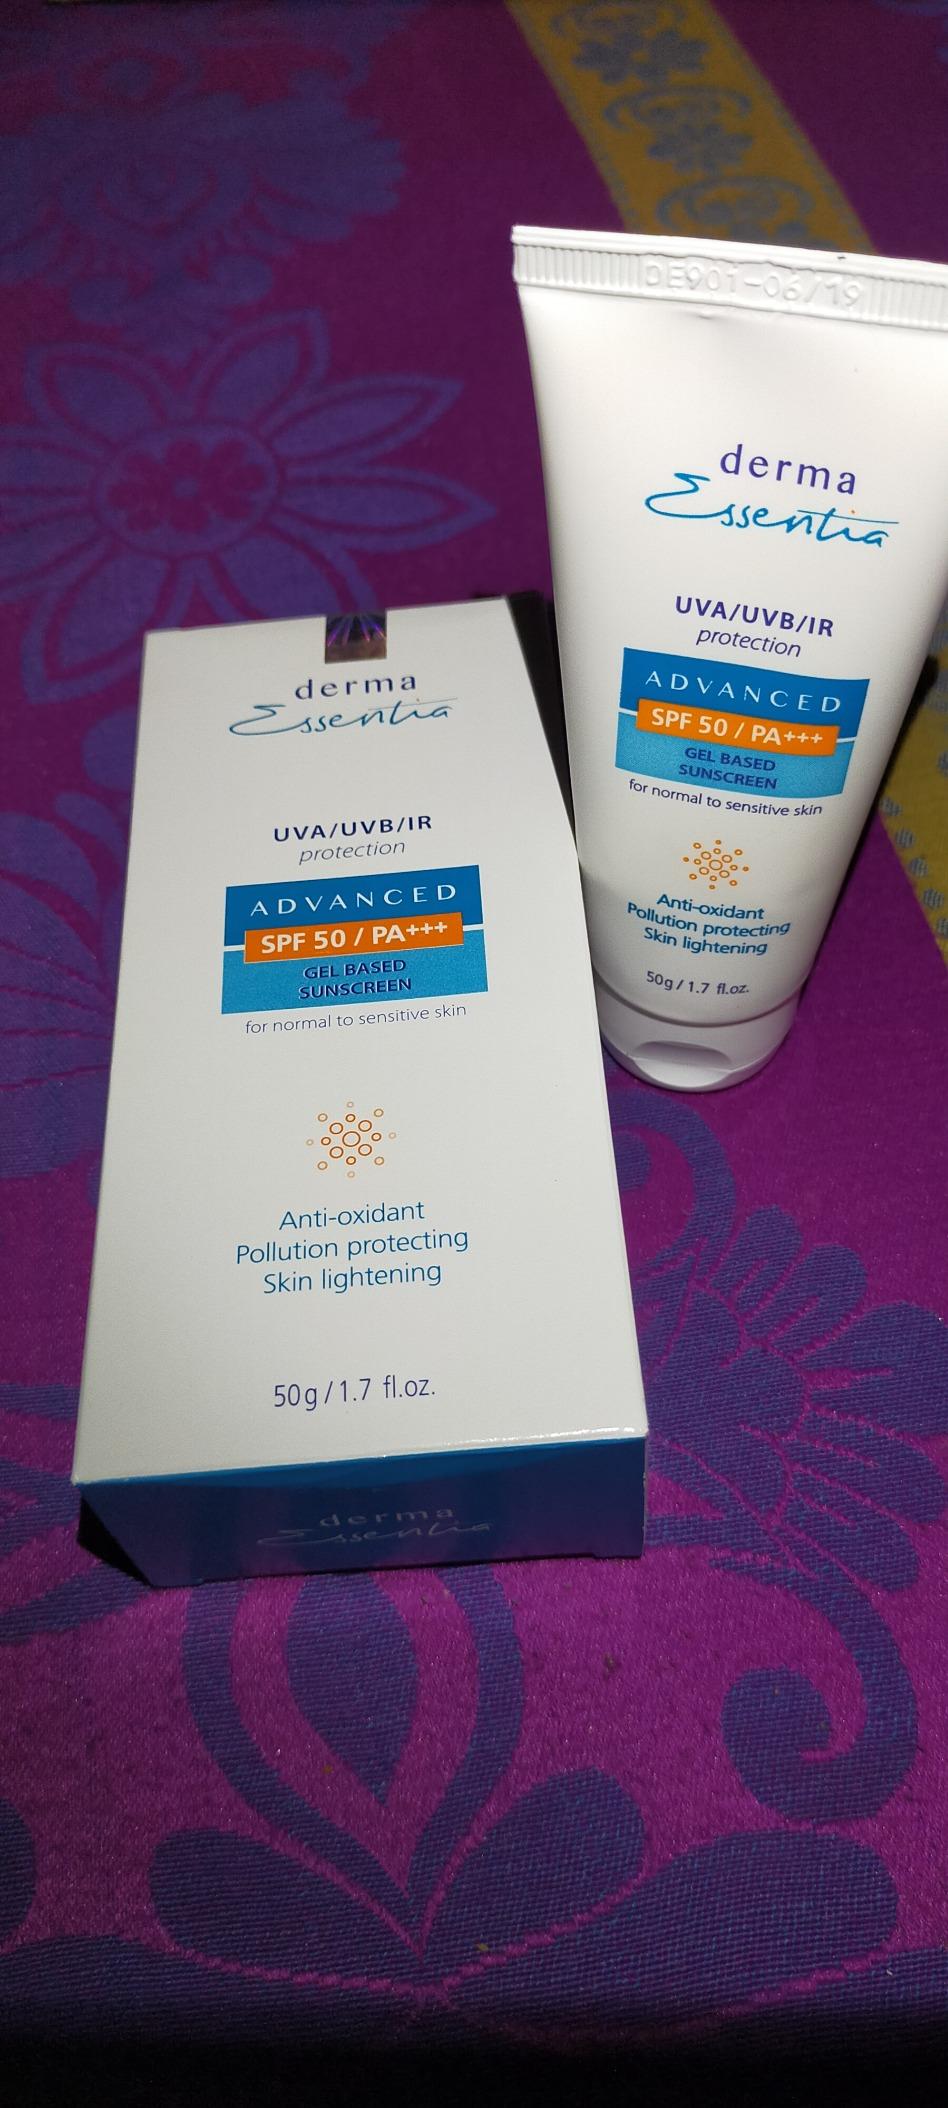 derma
Essentia
UVA/UVB/IR
protection
ADVANCED
SPF 50 / PA+++
GEL BASED
SUNSCREEN
for normal to sensitive skin
Anti-oxidant
Pollution protecting
Skin lightening
50g/1.7 fl.oz.
derma
Essentia
DE901-06/19
derma
Essentia
UVA/UVB/IR
protection
ADVANCED
SPF 50 / PA+++
GEL BASED
SUNSCREEN
for normal to sensitive skin
Anti-oxidant
Pollution protecting
Skin lightening
50g/1.7 fl.oz.